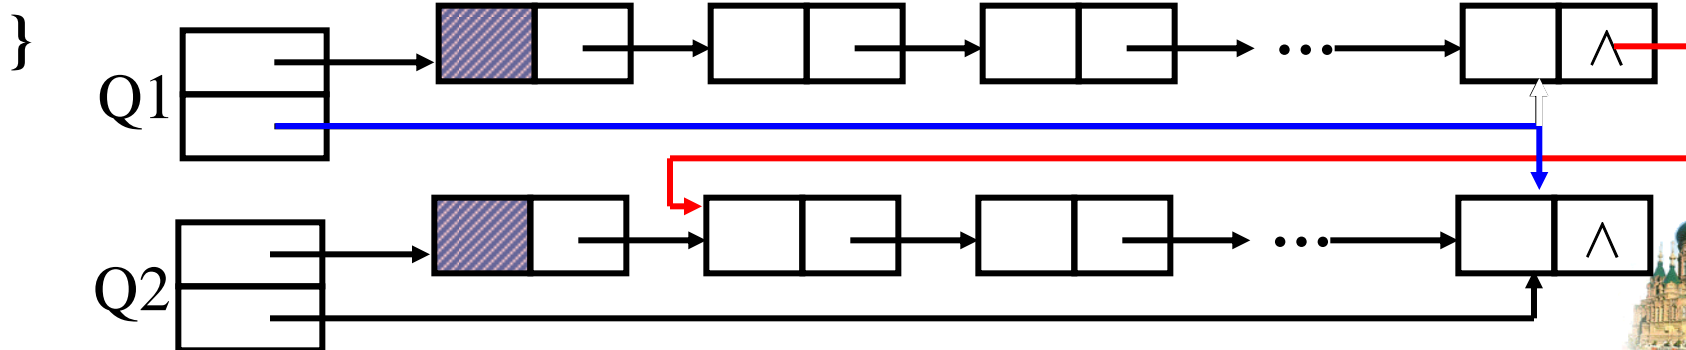 }
Q1
… ∧
Q2
… ∧